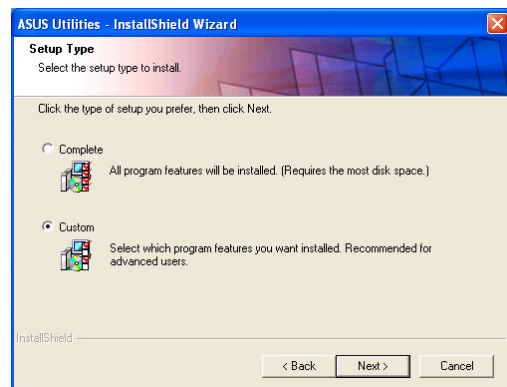 ASUS Utilities - InstallShield Wizard
Setup Type
Select the setup type to install.
Click the type of setup you prefer, then click Next.
Complete
All program features will be installed. (Requires the most disk space.)
Custom
Select which program features you want installed. Recommended for
advanced users.
InstallShield
< Back
Next >
Cancel